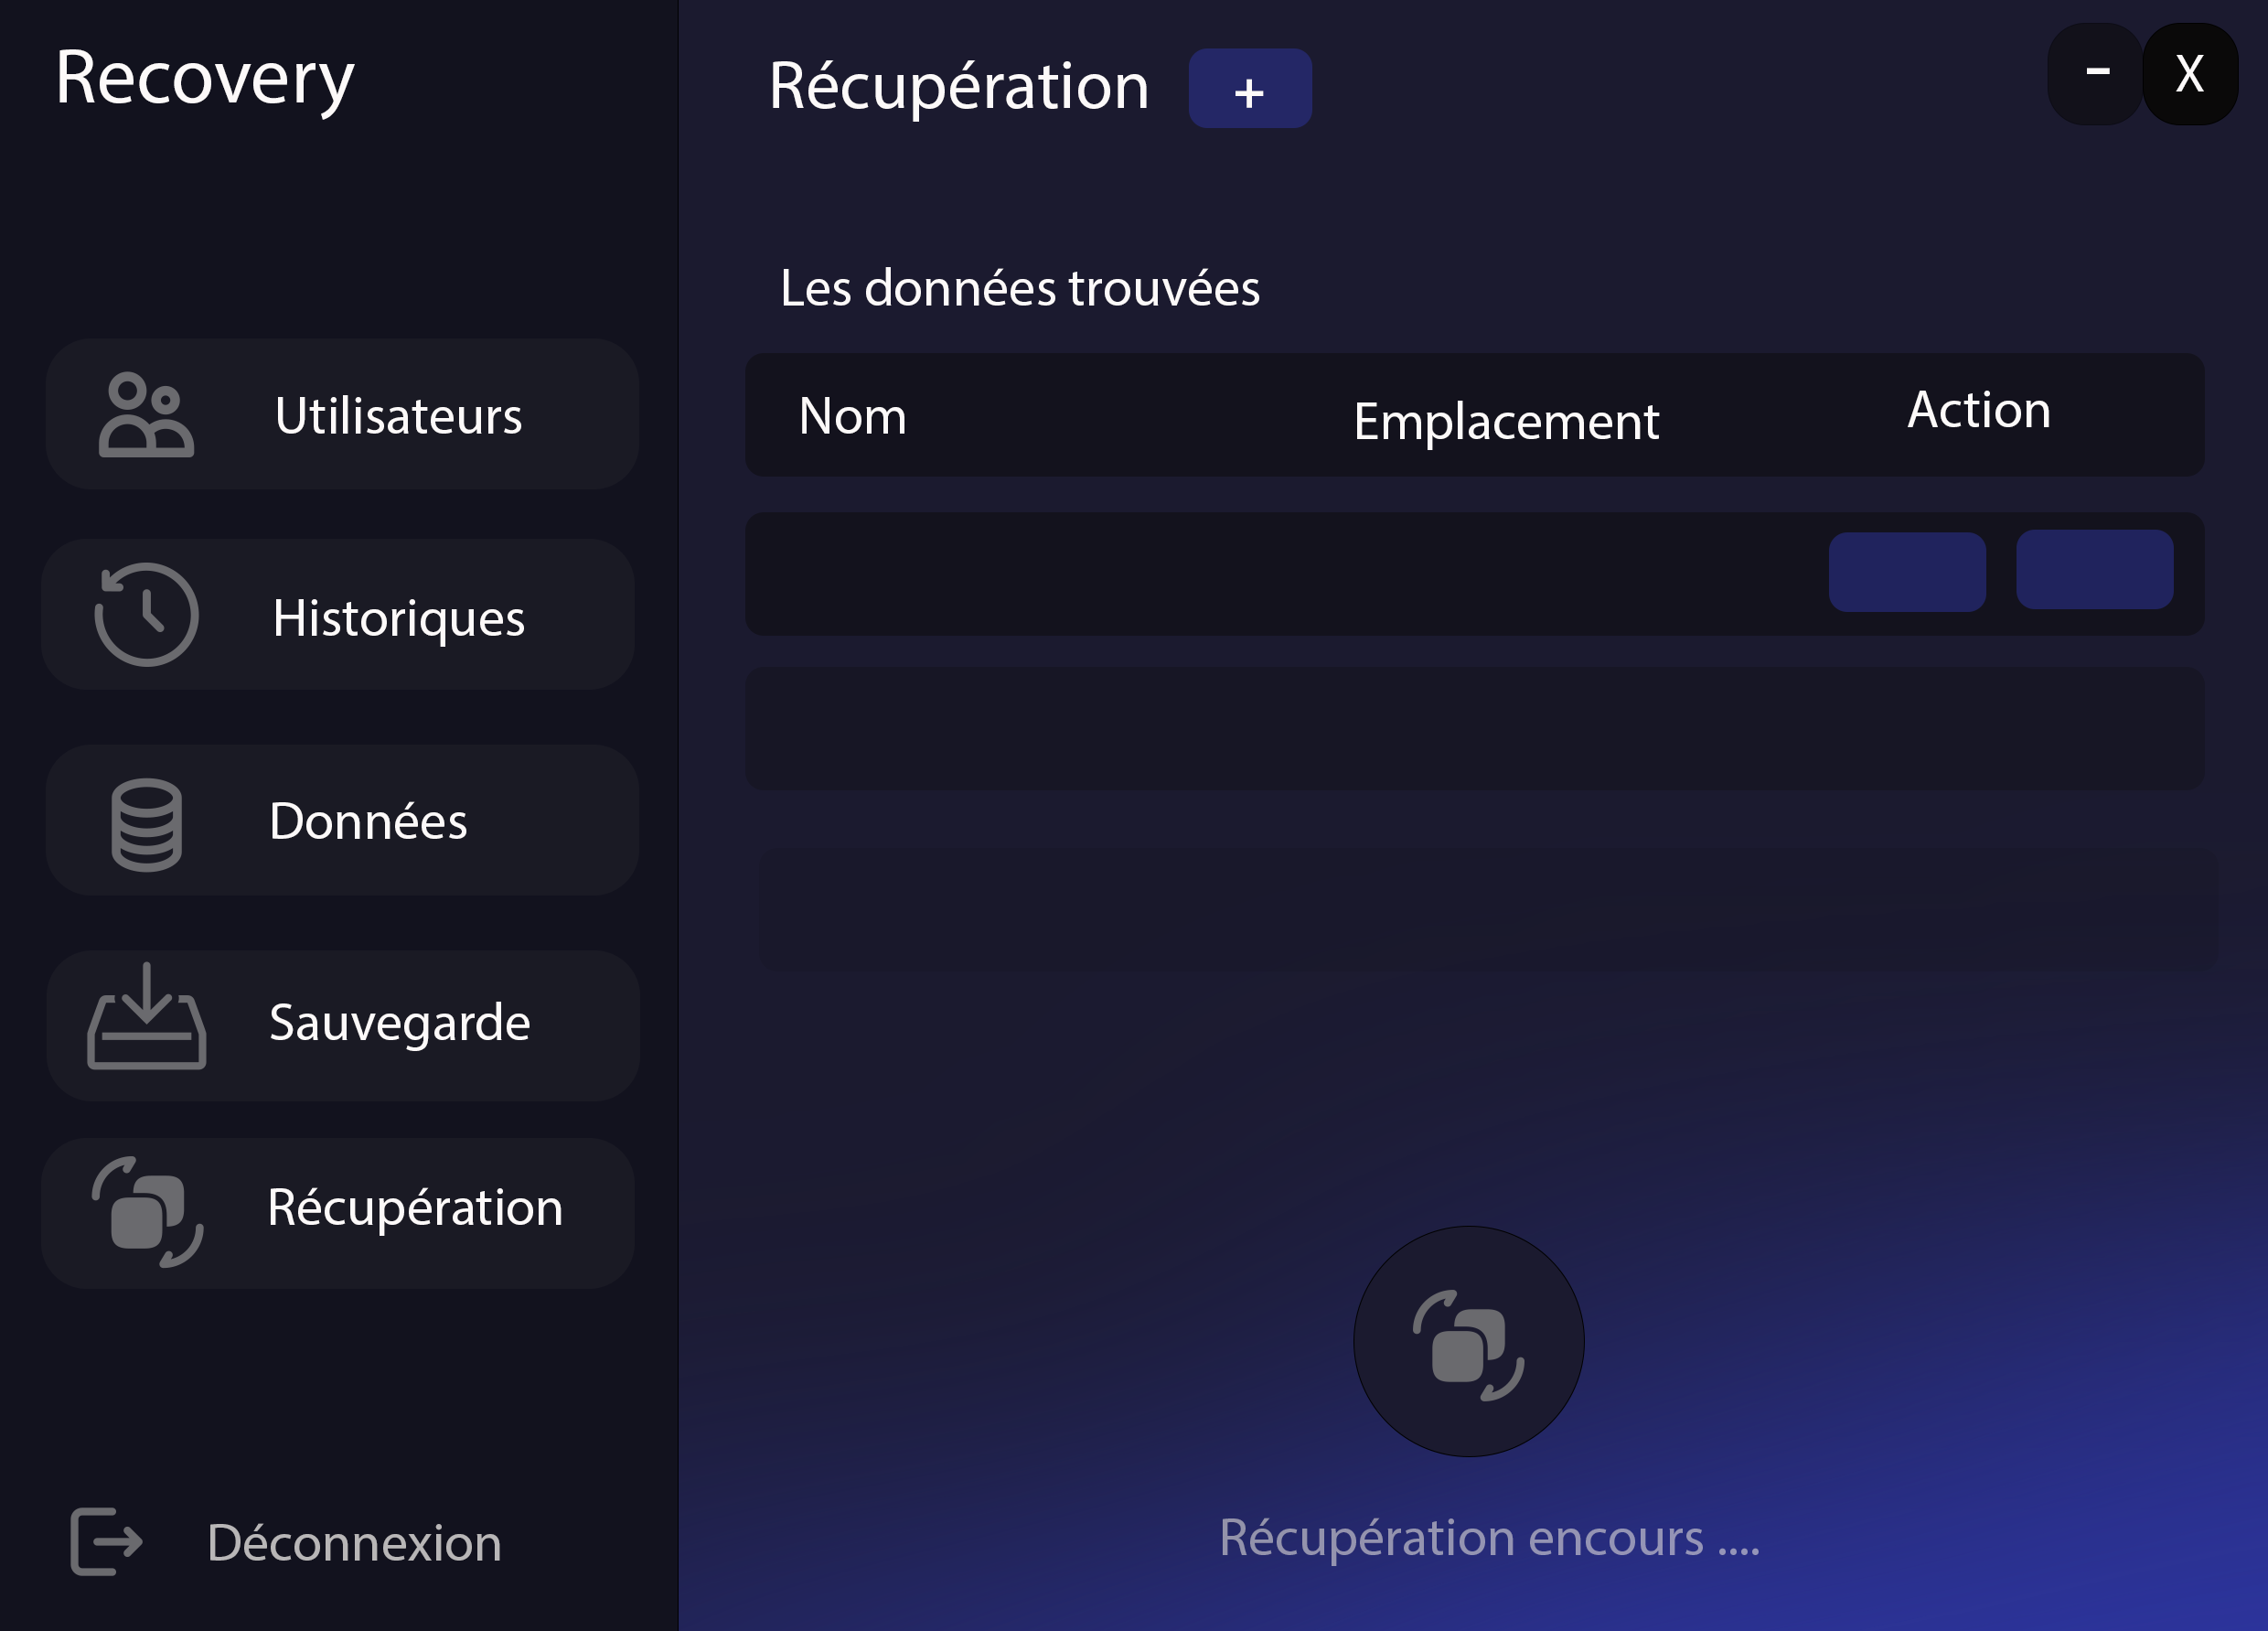 Recovery
Utilisateurs
Historiques
Données
Sauvegarde
Récupération
Déconnexion
Récupération +
- X
Les données trouvées
Nom Emplacement Action
Récupération encours ....